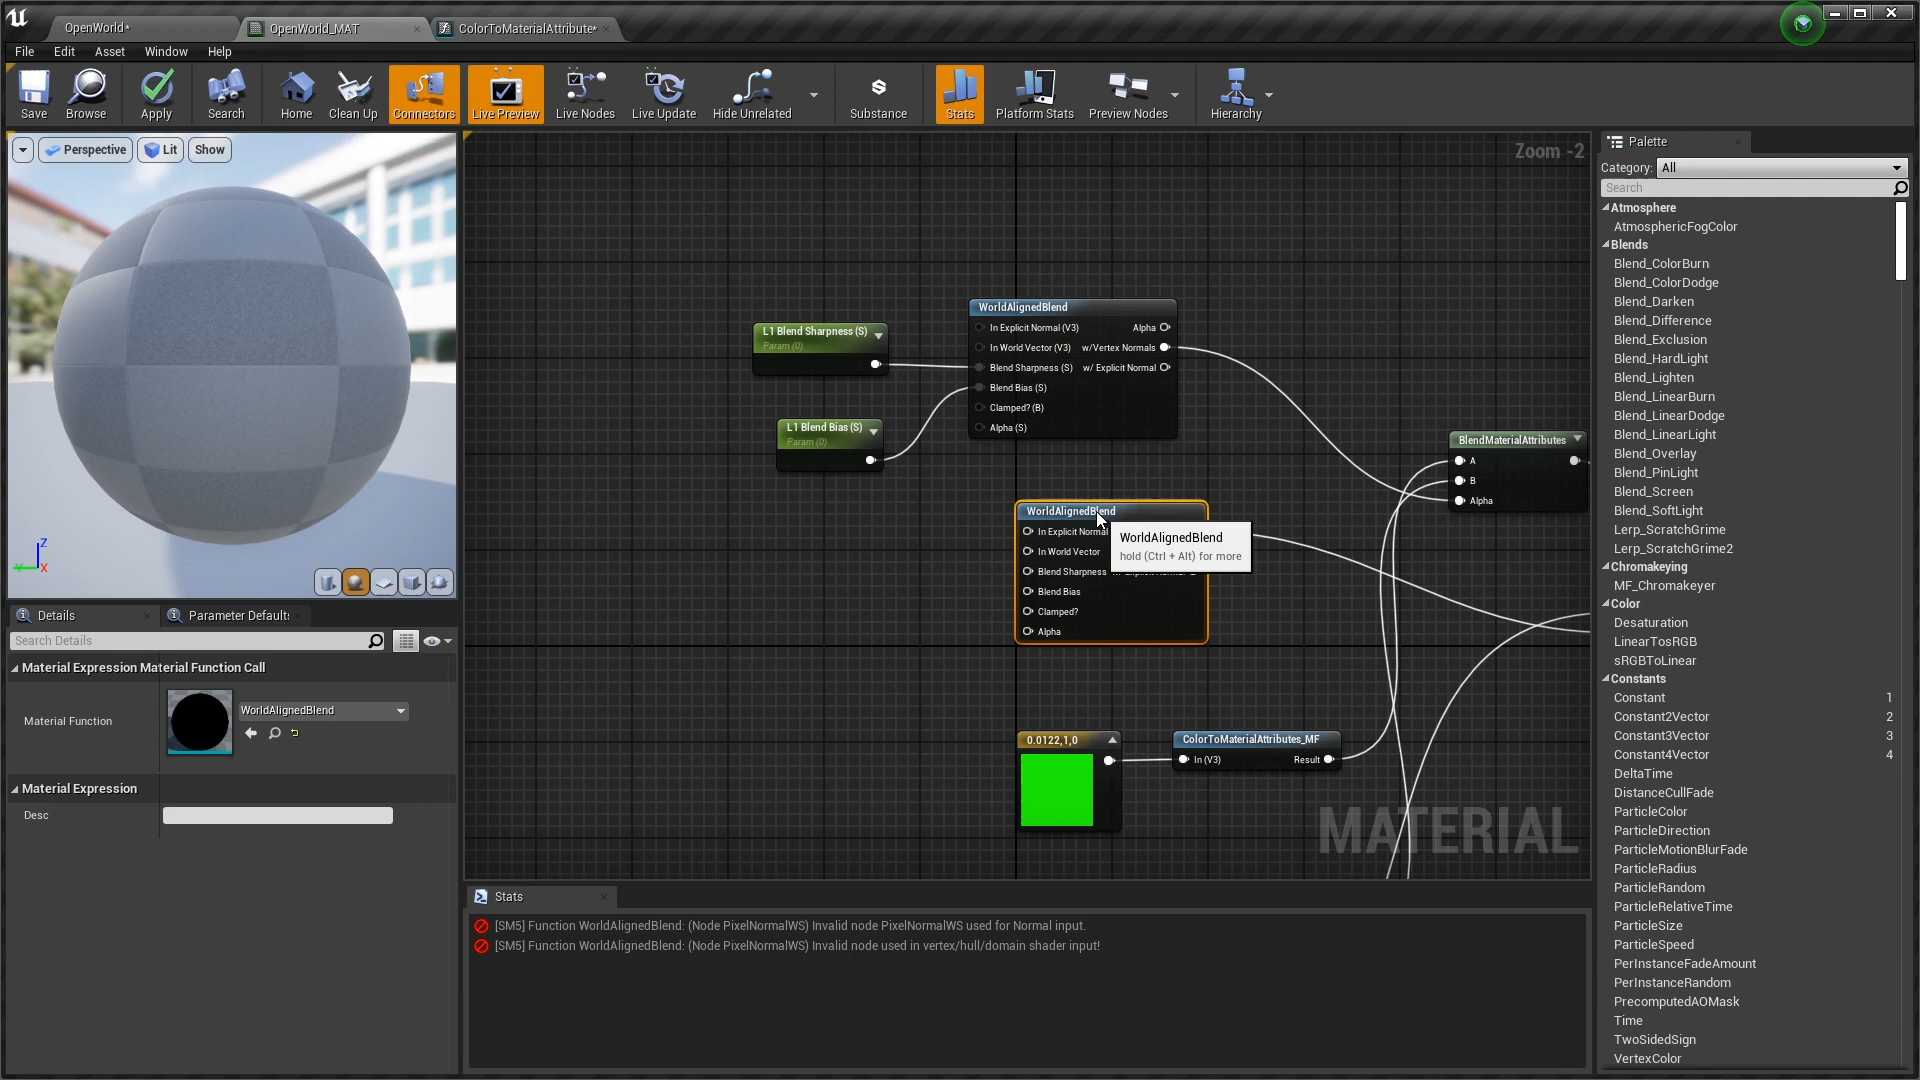 OpenWorld*
OpenWorld_MAT
ColorToMaterialAttribute*
File Edit Asset Window Help
Save Browse Apply Search Home Clean Up Connectors Live Preview Live Nodes Live Update Hide Unrelated Substance Stats Platform Stats Preview Nodes Hierarchy
Perspective Lit Show
Zoom -2
Palette
Category: All
Search
Atmosphere
AtmosphericFogColor
Blends
Blend_ColorBurn
Blend_ColorDodge
Blend_Darken
Blend_Difference
Blend_Exclusion
Blend_HardLight
Blend_Lighten
Blend_LinearBurn
Blend_LinearDodge
Blend_LinearLight
Blend_Overlay
Blend_PinLight
Blend_Screen
Blend_SoftLight
Lerp_ScratchGrime
Lerp_ScratchGrime2
Chromakeying
MF_Chromakeyer
Color
Desaturation
LinearTosRGB
sRGBToLinear
Constants
Constant 1
Constant2Vector 2
Constant3Vector 3
Constant4Vector 4
DeltaTime
DistanceCullFade
ParticleColor
ParticleDirection
ParticleMotionBlurFade
ParticleRadius
ParticleRandom
ParticleRelativeTime
ParticleSize
ParticleSpeed
PerInstanceFadeAmount
PerInstanceRandom
PrecomputedAOMask
Time
TwoSidedSign
VertexColor
L1 Blend Sharpness (S)
Param (0)
L1 Blend Bias (S)
Param (0)
WorldAlignedBlend
In Explicit Normal (V3) Alpha
In World Vector (V3) w/Vertex Normals
Blend Sharpness (S) w/ Explicit Normal
Blend Bias (S)
Clamped? (B)
Alpha (S)
WorldAlignedBlend
In Explicit Normal
In World Vector
Blend Sharpness
Blend Bias
Clamped?
Alpha
WorldAlignedBlend
hold (Ctrl + Alt) for more
BlendMaterialAttributes
A
B
Alpha
0.0122,1,0
ColorToMaterialAttributes_MF
In (V3) Result
MATERIAL
Z
Y
X
Details
Parameter Defaults
Search Details
Material Expression Material Function Call
Material Function
WorldAlignedBlend
Material Expression
Desc
Stats
[SM5] Function WorldAlignedBlend: (Node PixelNormalWS) Invalid node PixelNormalWS used for Normal input.
[SM5] Function WorldAlignedBlend: (Node PixelNormalWS) Invalid node used in vertex/hull/domain shader input!